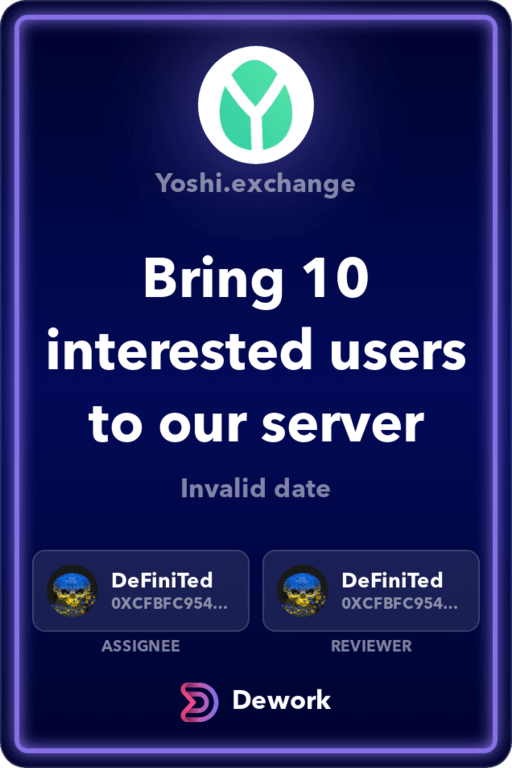 Yoshi.exchange
Bring 10
interested users
to our server
Invalid date
DeFiniTed
0XCFBFC954...
DeFiniTed
0XCFBFC954...
ASSIGNEE
REVIEWER
Dework